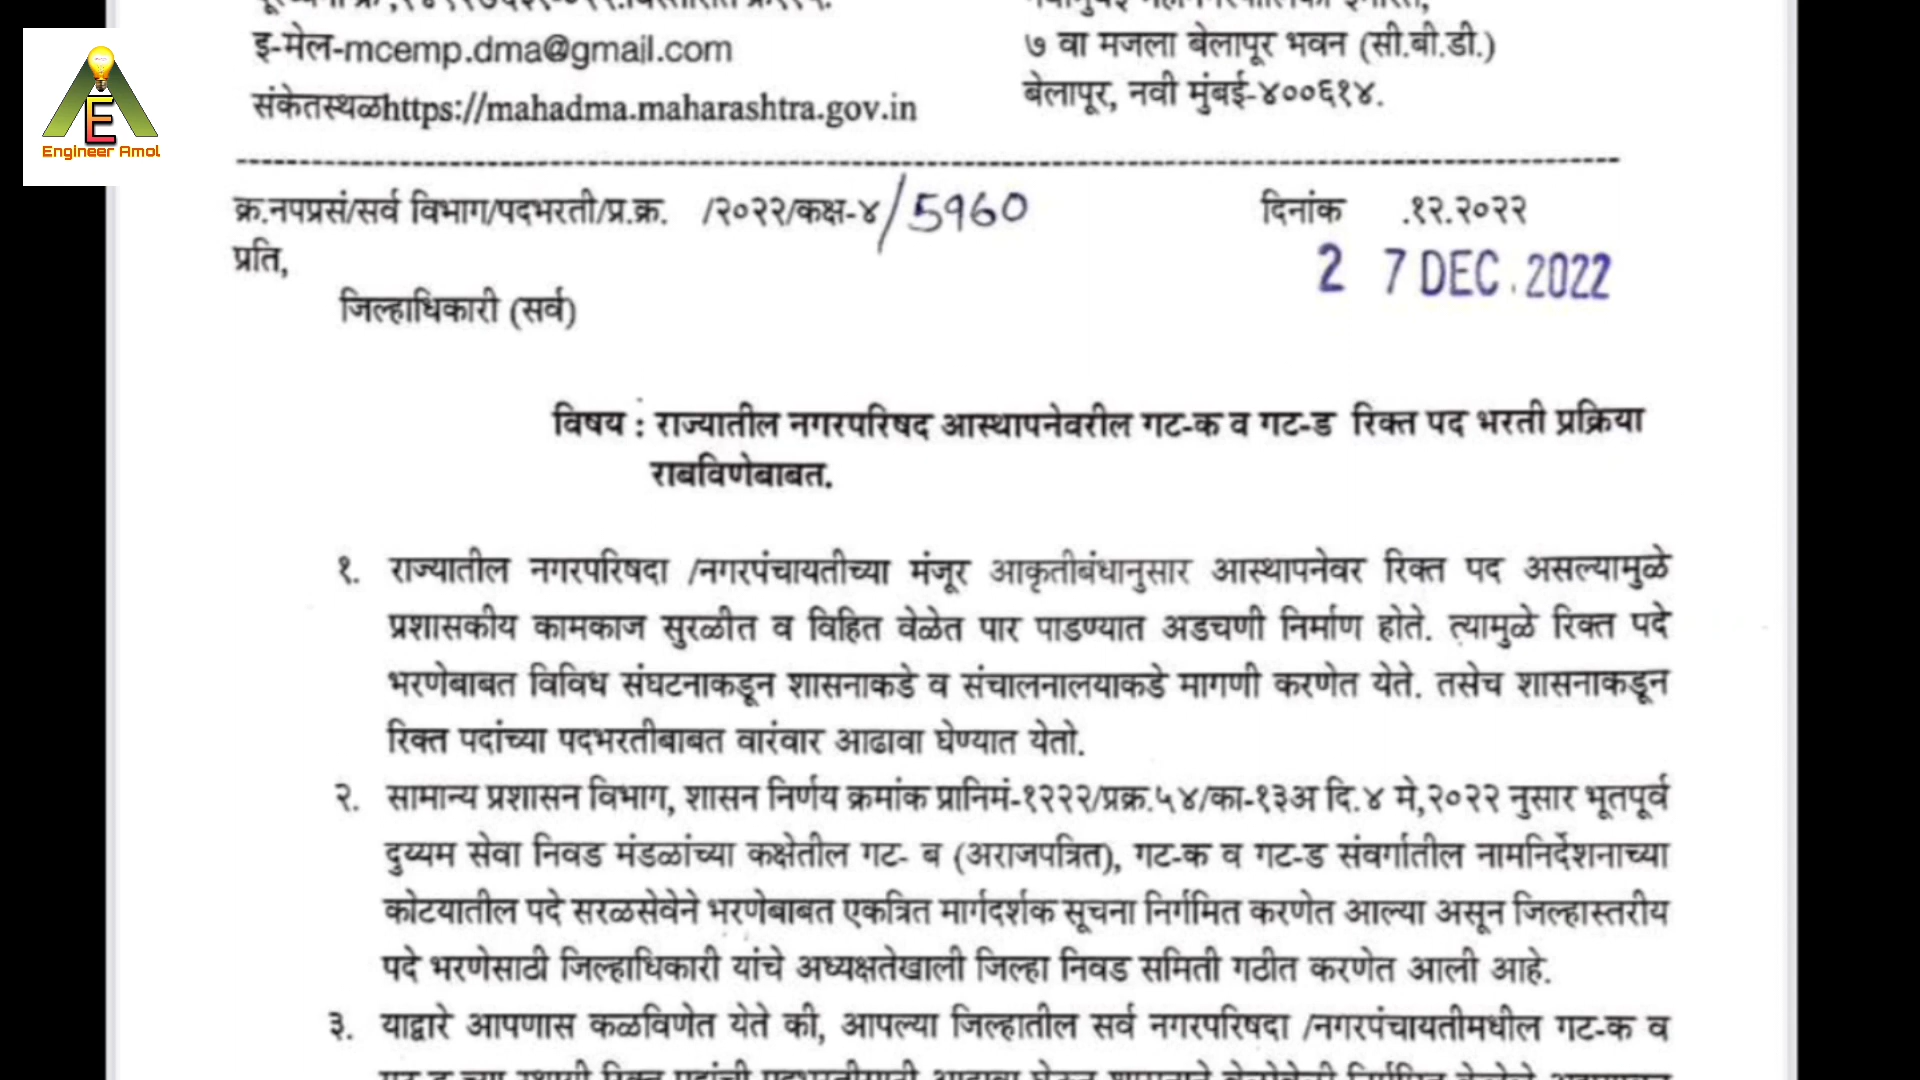 इ-मेल-mcemp.dma@gmail.com
७ वा मजला बेलापूर भवन (सी.बी.डी.)
संकेतस्थळhttps://mahadma.maharashtra.gov.in
बेलापूर, नवी मुंबई-४००६१४.
Engineer Amol
क्र.नपप्रसं/सर्व विभाग/पदभरती/प्र.क्र. /२०२२/कक्ष-४/5960
दिनांक .१२.२०२२
प्रति,
2 7 DEC. 2022
जिल्हाधिकारी (सर्व)
विषय : राज्यातील नगरपरिषद आस्थापनेवरील गट-क व गट-ड रिक्त पद भरती प्रक्रिया
राबविणेबाबत.
१. राज्यातील नगरपरिषदा /नगरपंचायतीच्या मंजूर आकृतीबंधानुसार आस्थापनेवर रिक्त पद असल्यामुळे
प्रशासकीय कामकाज सुरळीत व विहित वेळेत पार पाडण्यात अडचणी निर्माण होते. त्यामुळे रिक्त पदे
भरणेबाबत विविध संघटनाकडून शासनाकडे व संचालनालयाकडे मागणी करणेत येते. तसेच शासनाकडून
रिक्त पदांच्या पदभरतीबाबत वारंवार आढावा घेण्यात येतो.
२. सामान्य प्रशासन विभाग, शासन निर्णय क्रमांक प्रानिमं-१२२२/प्रक्र.५४/का-१३अ दि.४ मे,२०२२ नुसार भूतपूर्व
दुय्यम सेवा निवड मंडळांच्या कक्षेतील गट- ब (अराजपत्रित), गट-क व गट-ड संवर्गातील नामनिर्देशनाच्या
कोटयातील पदे सरळसेवेने भरणेबाबत एकत्रित मार्गदर्शक सूचना निर्गमित करणेत आल्या असून जिल्हास्तरीय
पदे भरणेसाठी जिल्हाधिकारी यांचे अध्यक्षतेखाली जिल्हा निवड समिती गठीत करणेत आली आहे.
३. याद्वारे आपणास कळविणेत येते की, आपल्या जिल्हातील सर्व नगरपरिषदा /नगरपंचायतीमधील गट-क व